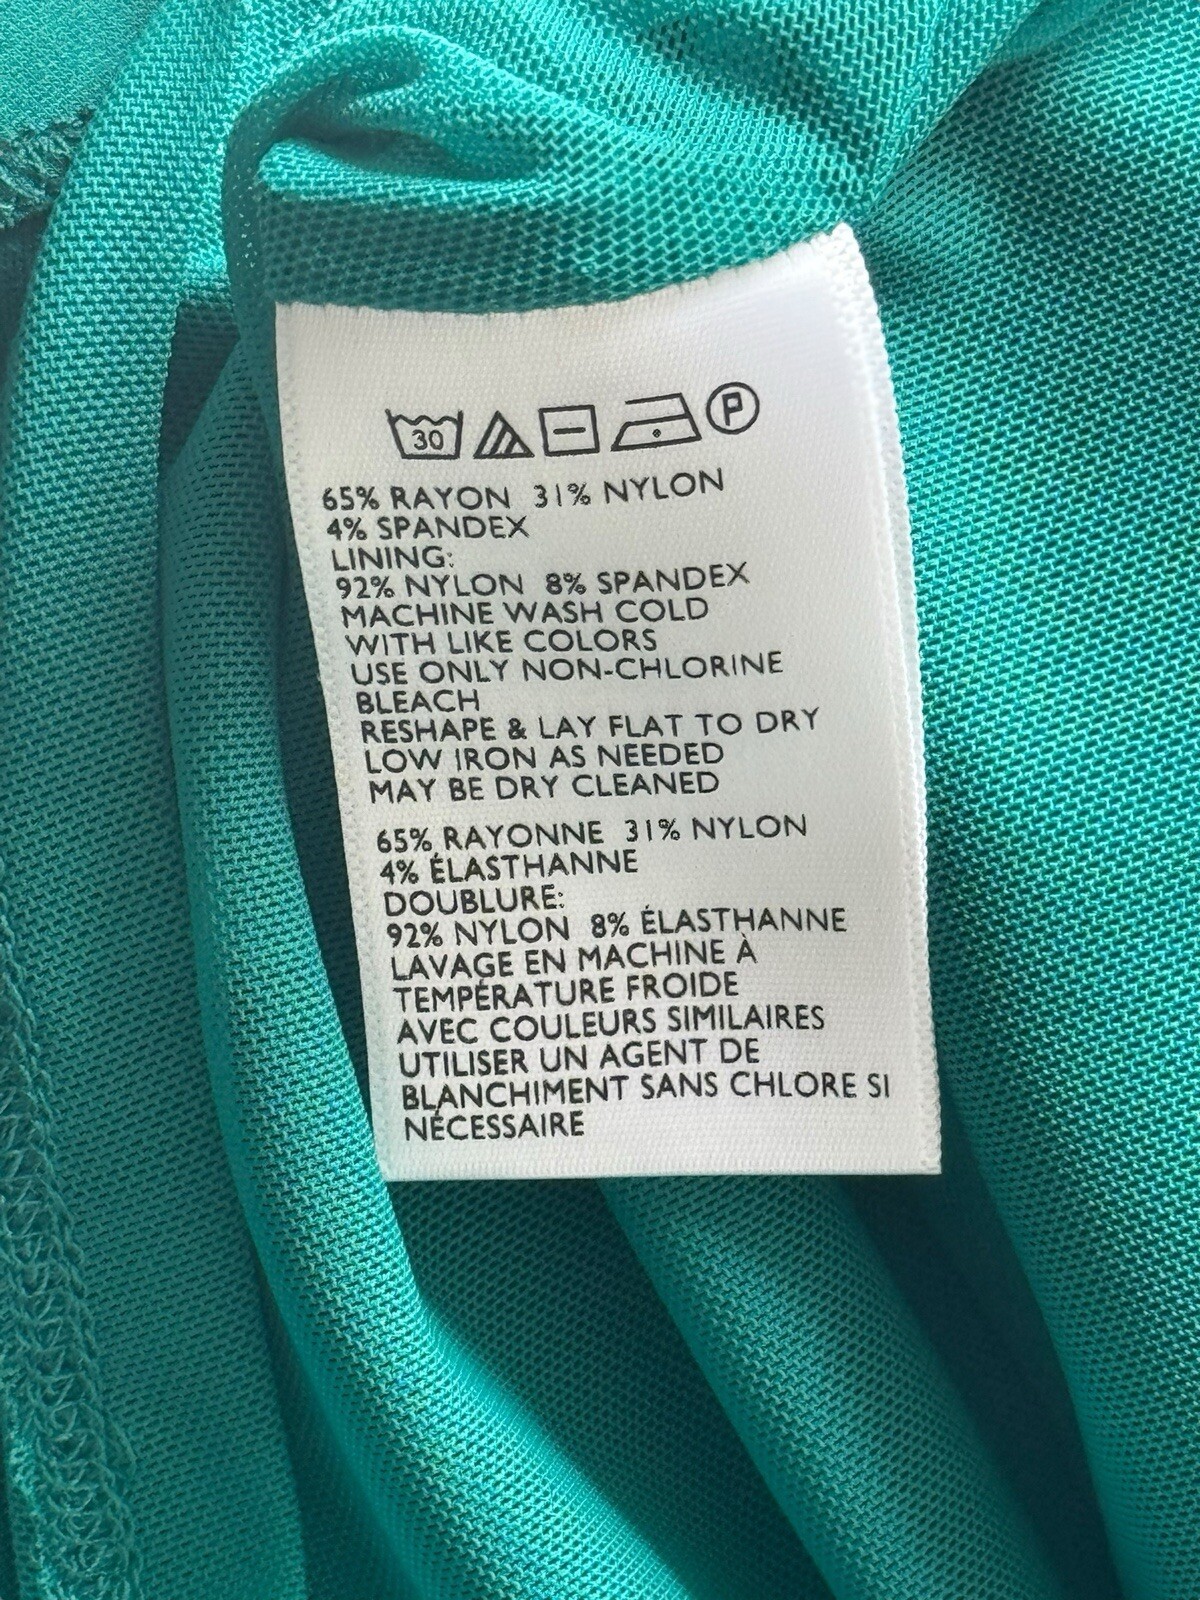 30 P
65% RAYON 31% NYLON
4% SPANDEX
LINING:
92% NYLON 8% SPANDEX
MACHINE WASH COLD
WITH LIKE COLORS
USE ONLY NON-CHLORINE
BLEACH
RESHAPE & LAY FLAT TO DRY
LOW IRON AS NEEDED
MAY BE DRY CLEANED
65% RAYONNE 31% NYLON
4% ÉLASTHANNE
DOUBLURE:
92% NYLON 8% ÉLASTHANNE
LAVAGE EN MACHINE À
TEMPÉRATURE FROIDE
AVEC COULEURS SIMILAIRES
UTILISER UN AGENT DE
BLANCHIMENT SANS CHLORE SI
NÉCESSAIRE